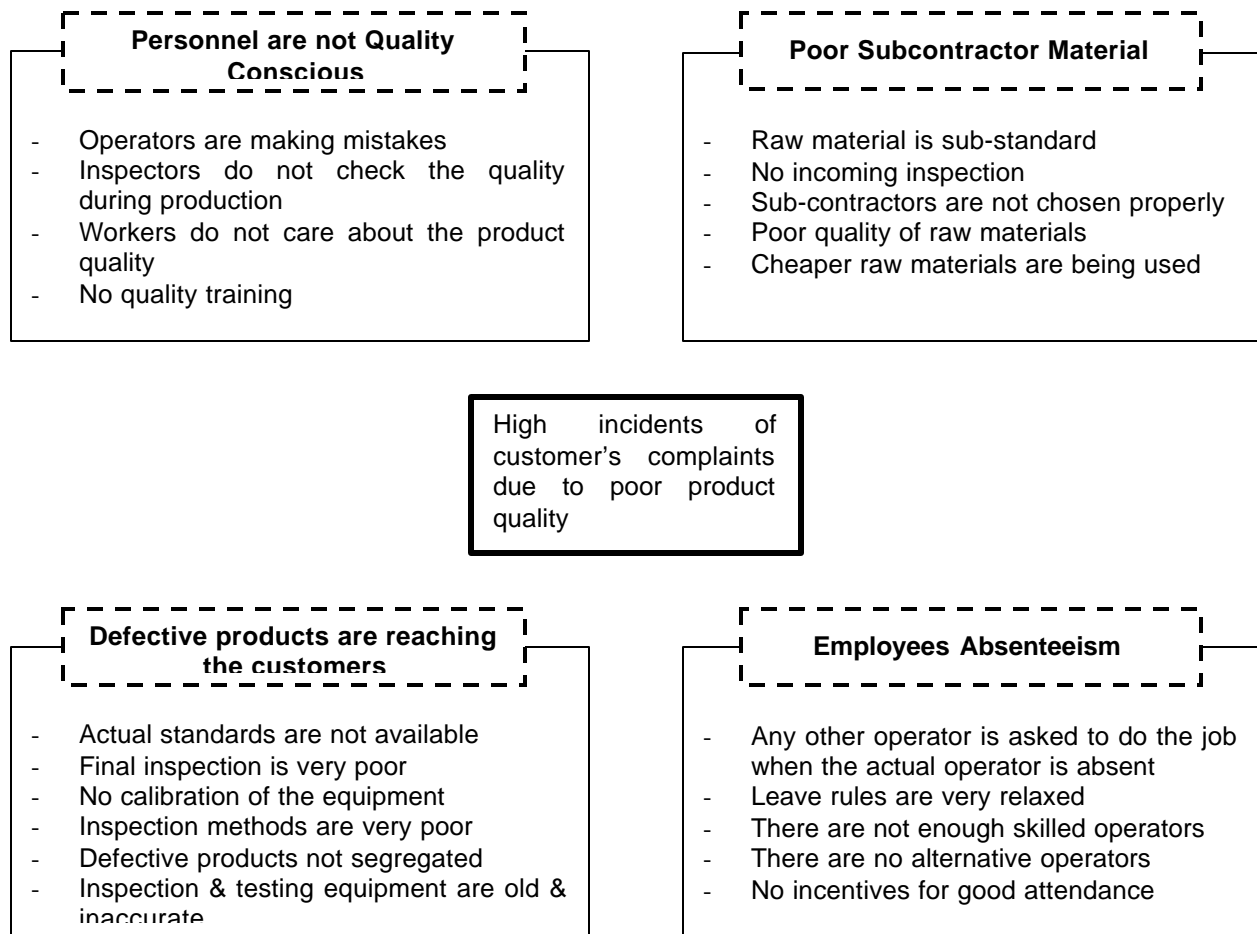 Personnel are not Quality
Conscious
- Operators are making mistakes
- Inspectors do not check the quality
during production
- Workers do not care about the product
quality
- No quality training
Poor Subcontractor Material
- Raw material is sub-standard
- No incoming inspection
- Sub-contractors are not chosen properly
- Poor quality of raw materials
- Cheaper raw materials are being used
High incidents of
customer’s complaints
due to poor product
quality
Defective products are reaching
the customers
- Actual standards are not available
- Final inspection is very poor
- No calibration of the equipment
- Inspection methods are very poor
- Defective products not segregated
- Inspection & testing equipment are old &
inaccurate
Employees Absenteeism
- Any other operator is asked to do the job
when the actual operator is absent
- Leave rules are very relaxed
- There are not enough skilled operators
- There are no alternative operators
- No incentives for good attendance